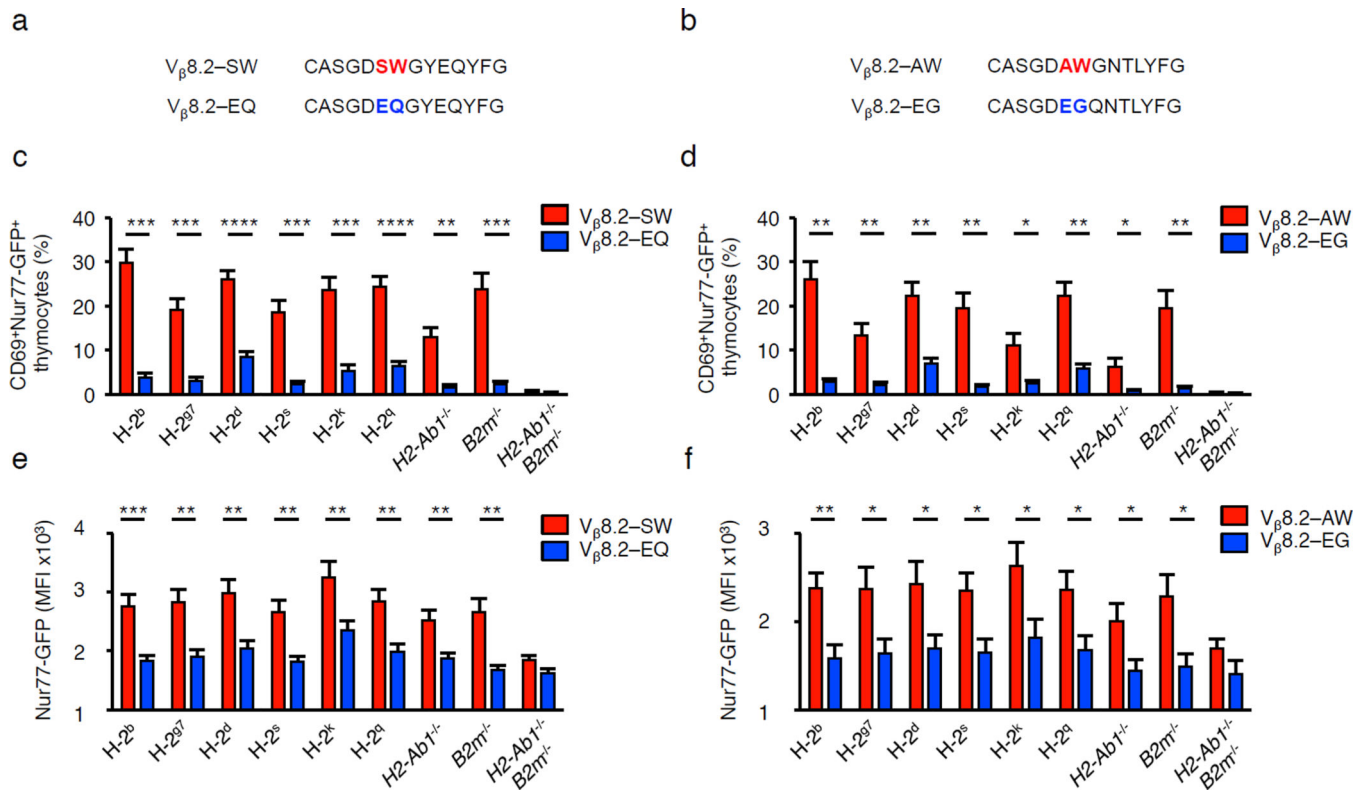 a
Vβ8.2–SW CASGDSWGYEQYFG
Vβ8.2–EQ CASGDEQGYEQYFG
b
Vβ8.2–AW CASGDAWGNTLYFG
Vβ8.2–EG CASGDEGQNTLYFG
c
CD69+Nur77-GFP+
thymocytes (%)
40
30
20
10
0
*** *** **** *** *** **** ** ***
Vβ8.2–SW
Vβ8.2–EQ
H-2b H-2g7 H-2d H-2s H-2k H-2q H2-Ab1-/- B2m-/- H2-Ab1-/-
B2m-/-
d
CD69+Nur77-GFP+
thymocytes (%)
40
30
20
10
0
** ** ** ** * ** * **
Vβ8.2–AW
Vβ8.2–EG
H-2b H-2g7 H-2d H-2s H-2k H-2q H2-Ab1-/- B2m-/- H2-Ab1-/-
B2m-/-
e
Nur77-GFP (MFI x10³)
4
3
2
1
*** ** ** ** ** ** ** **
Vβ8.2–SW
Vβ8.2–EQ
H-2b H-2g7 H-2d H-2s H-2k H-2q H2-Ab1-/- B2m-/- H2-Ab1-/-
B2m-/-
f
Nur77-GFP (MFI x10³)
3
2
1
** * * * * * * *
Vβ8.2–AW
Vβ8.2–EG
H-2b H-2g7 H-2d H-2s H-2k H-2q H2-Ab1-/- B2m-/- H2-Ab1-/-
B2m-/-